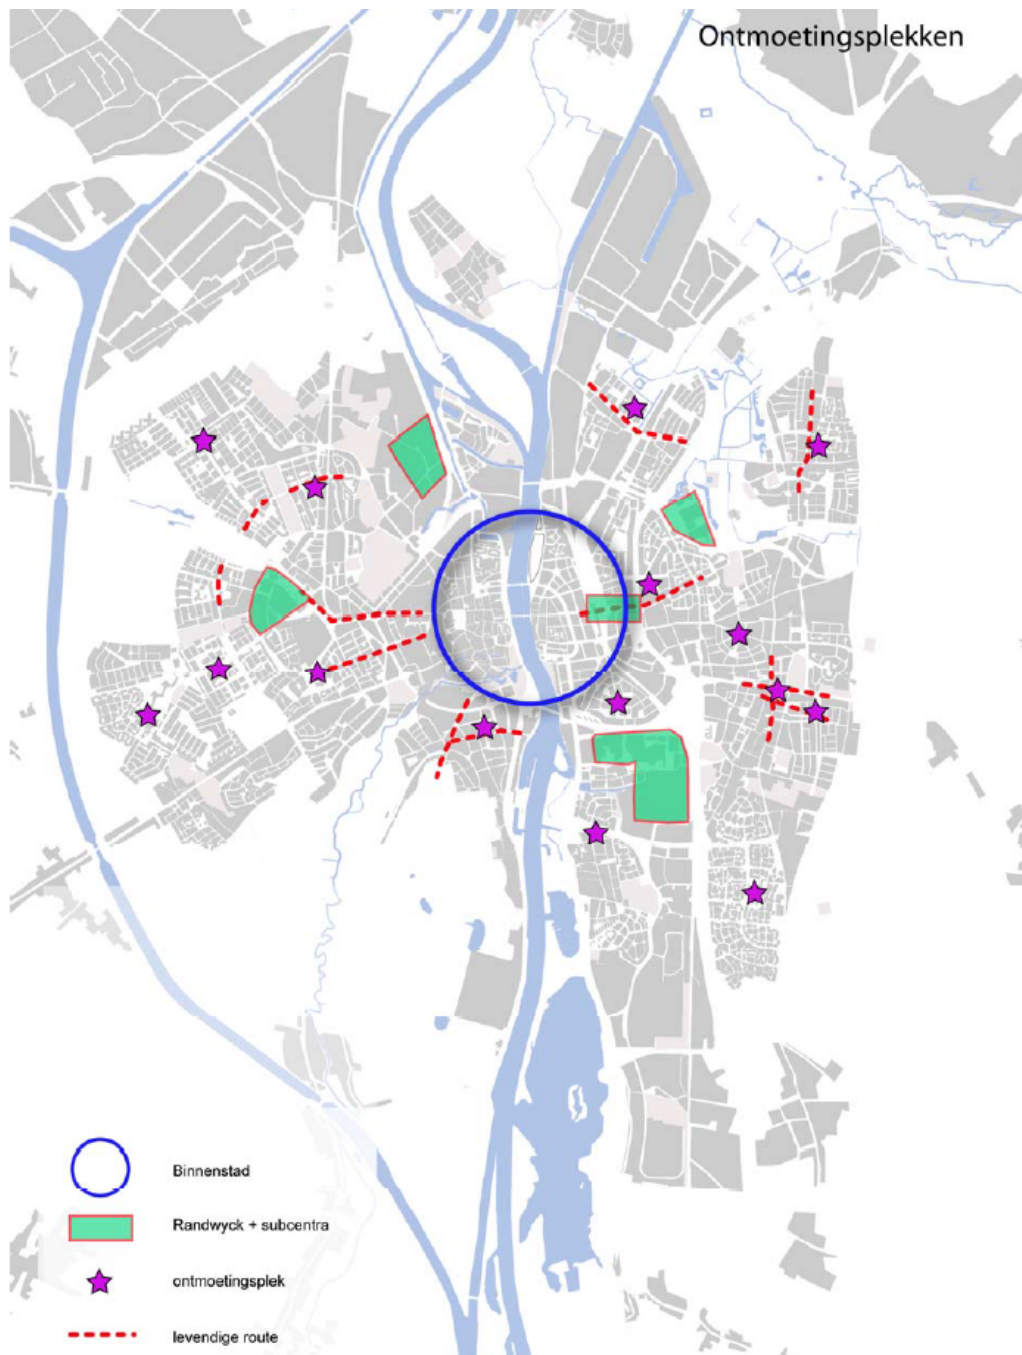 Ontmoetingsplekken
Binnenstad
Randwyck + subcentra
ontmoetingsplek
levendige route